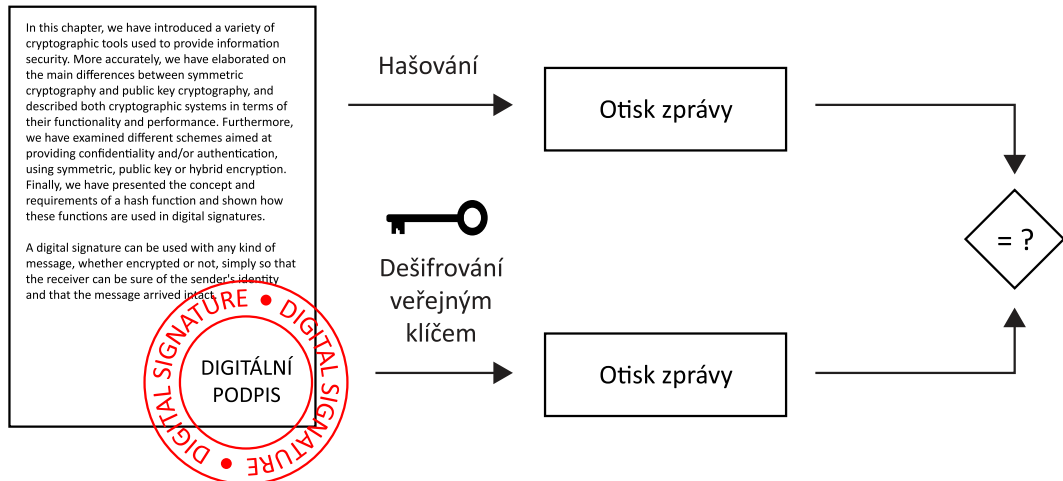 In this chapter, we have introduced a variety of
cryptographic tools used to provide information
security. More accurately, we have elaborated on
the main differences between symmetric
cryptography and public key cryptography, and
described both cryptographic systems in terms of
their functionality and performance. Furthermore,
we have examined different schemes aimed at
providing confidentiality and/or authentication,
using symmetric, public key or hybrid encryption.
Finally, we have presented the concept and
requirements of a hash function and shown how
these functions are used in digital signatures.
A digital signature can be used with any kind of
message, whether encrypted or not, simply so that
the receiver can be sure of the sender's identity
and that the message arrived intact.
DIGITAL SIGNATURE • DIGITAL SIGNATURE •
DIGITÁLNÍ
PODPIS
Hašování
Otisk zprávy
Dešifrování
veřejným
klíčem
Otisk zprávy
= ?